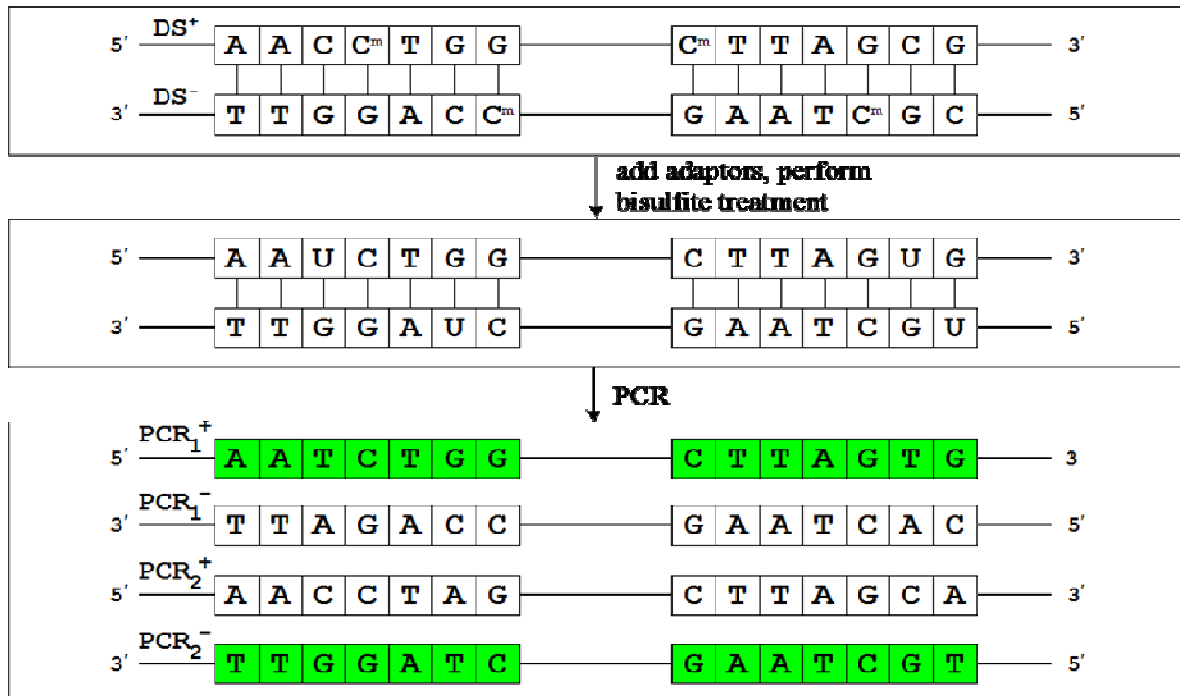 DS+
5′ A A C Cm T G G Cm T T A G C G 3′
DS−
3′ T T G G A C Cm G A A T Cm G C 5′
add adaptors, perform
bisulfite treatment
5′ A A U C T G G C T T A G U G 3′
3′ T T G G A U C G A A T C G U 5′
PCR
PCR1+
5′ A A T C T G G C T T A G T G 3
PCR1−
3′ T T A G A C C G A A T C A C 5′
PCR2+
5′ A A C C T A G C T T A G C A 3′
PCR2−
3′ T T G G A T C G A A T C G T 5′